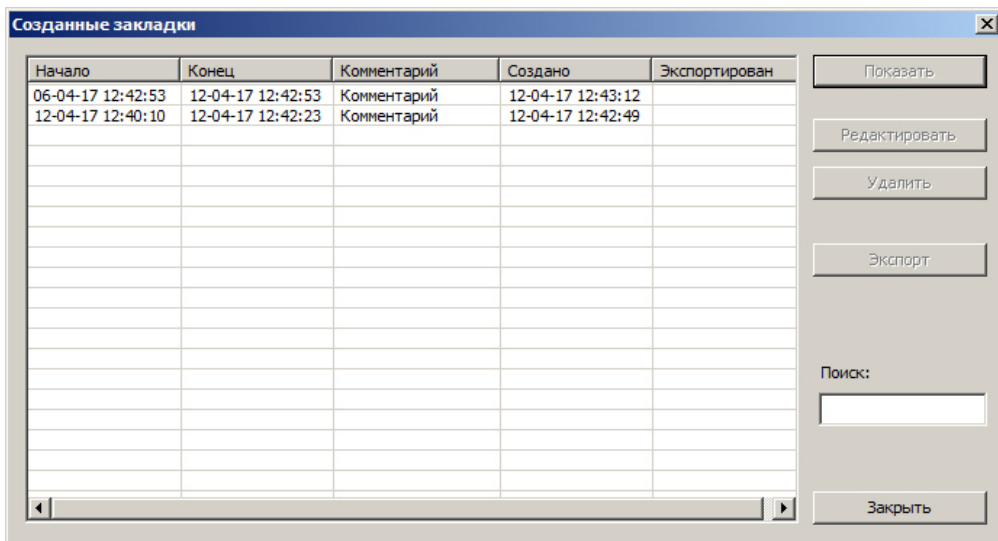 Созданные закладки
Начало Конец Комментарий Создано Экспортирован
06-04-17 12:42:53 12-04-17 12:42:53 Комментарий 12-04-17 12:43:12
12-04-17 12:40:10 12-04-17 12:42:23 Комментарий 12-04-17 12:42:49
Показать
Редактировать
Удалить
Экспорт
Поиск:
Закрыть